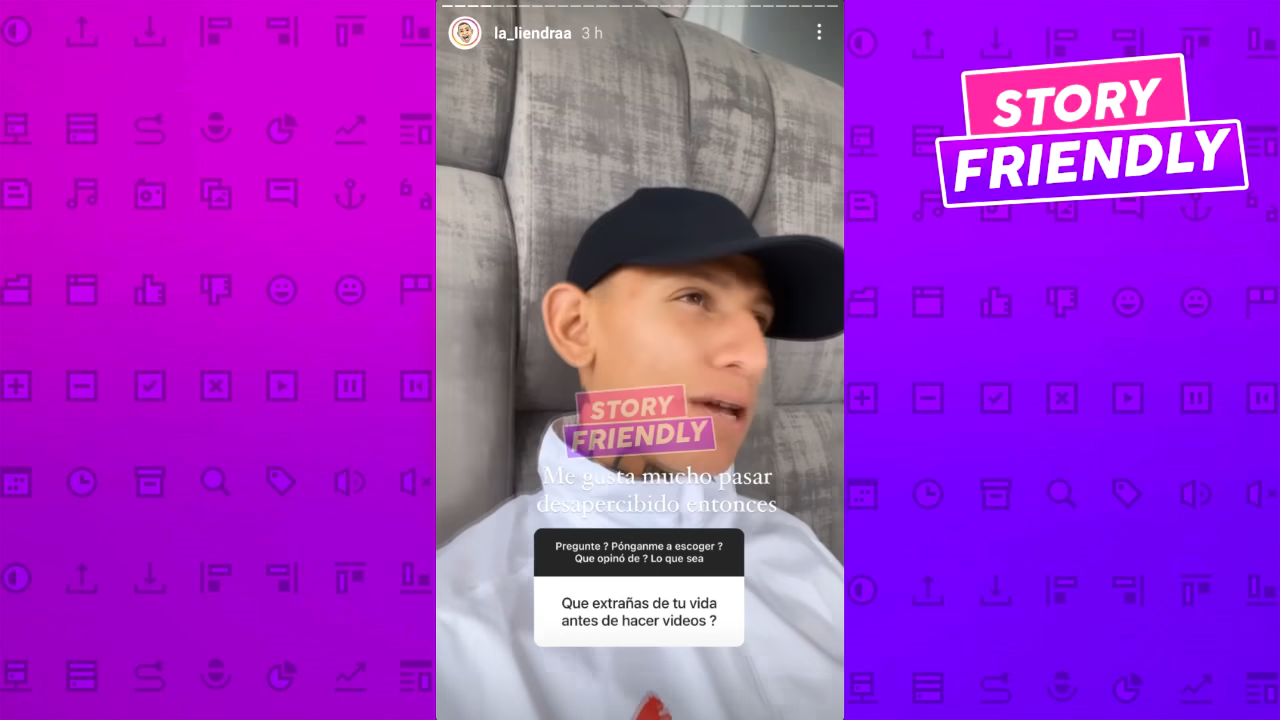 la_liendraa 3 h
STORY
FRIENDLY
STORY
FRIENDLY
Me gusta mucho pasar
desapercibido entonces
Pregunte ? Pónganme a escoger ?
Que opinó de ? Lo que sea
Que extrañas de tu vida
antes de hacer videos ?